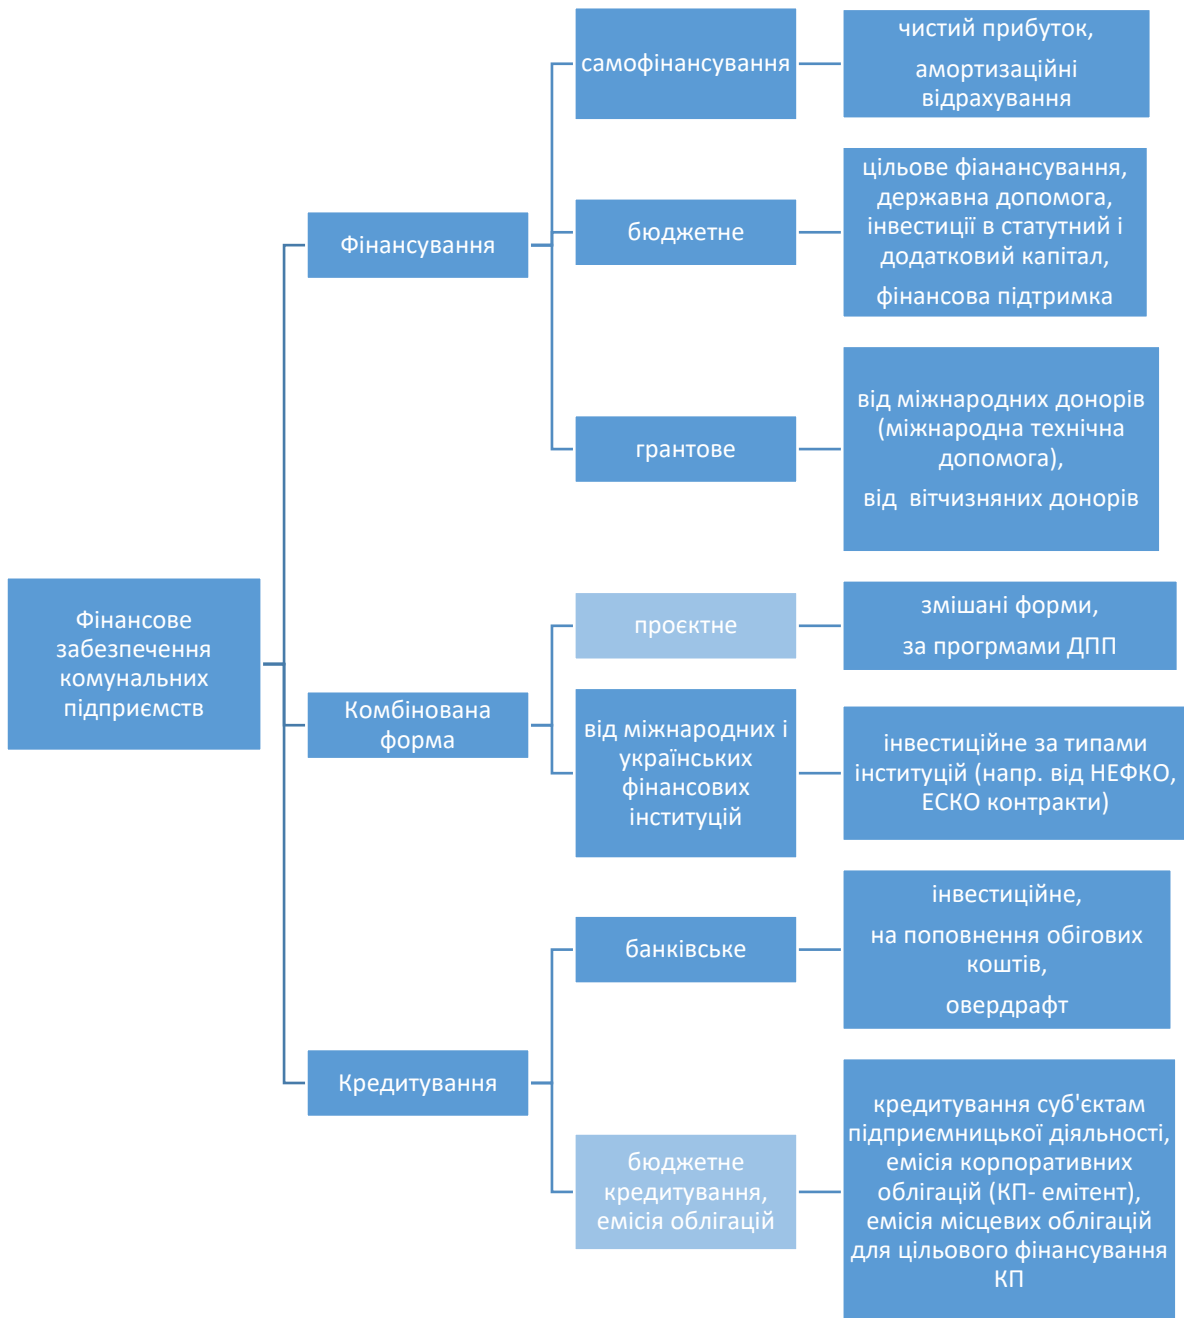 самофінансування
чистий прибуток,
амортизаційні
відрахування
Фінансування
бюджетне
цільове фіанансування,
державна допомога,
інвестиції в статутний і
додатковий капітал,
фінансова підтримка
грантове
від міжнародних донорів
(міжнародна технічна
допомога),
від вітчизняних донорів
Фінансове
забезпечення
комунальних
підприємств
Комбінована
форма
проєктне
змішані форми,
за прогрмами ДПП
від міжнародних і
українських
фінансових
інституцій
інвестиційне за типами
інституцій (напр. від НЕФКО,
ЕСКО контракти)
Кредитування
банківське
інвестиційне,
на поповнення обігових
коштів,
овердрафт
бюджетне
кредитування,
емісія облігацій
кредитування суб'єктам
підприємницької діяльності,
емісія корпоративних
облігацій (КП- емітент),
емісія місцевих облігацій
для цільового фінансування
КП